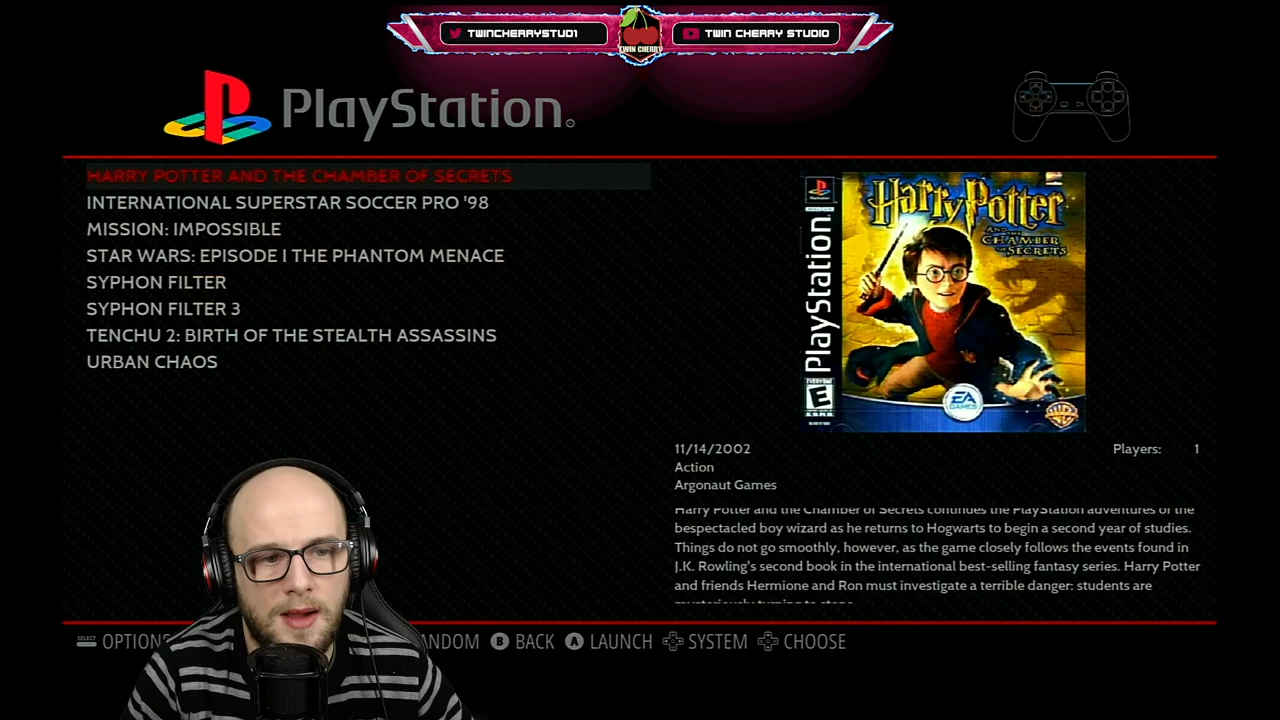 TWINCHERRYSTUD1
TWIN CHERRY
TWIN CHERRY STUDIO
PlayStation
HARRY POTTER AND THE CHAMBER OF SECRETS
INTERNATIONAL SUPERSTAR SOCCER PRO '98
MISSION: IMPOSSIBLE
STAR WARS: EPISODE I THE PHANTOM MENACE
SYPHON FILTER
SYPHON FILTER 3
TENCHU 2: BIRTH OF THE STEALTH ASSASSINS
URBAN CHAOS
PlayStation
Harry Potter
AND THE
CHAMBER
OF SECRETS
EVERYONE
E
EA
GAMES
11/14/2002
Players: 1
Action
Argonaut Games
Harry Potter and the Chamber of Secrets continues the PlayStation adventures of the
bespectacled boy wizard as he returns to Hogwarts to begin a second year of studies.
Things do not go smoothly, however, as the game closely follows the events found in
J.K. Rowling's second book in the international best-selling fantasy series. Harry Potter
and friends Hermione and Ron must investigate a terrible danger: students are
mysteriously turning to stone
SELECT OPTIONS ANDOM B BACK A LAUNCH SYSTEM CHOOSE